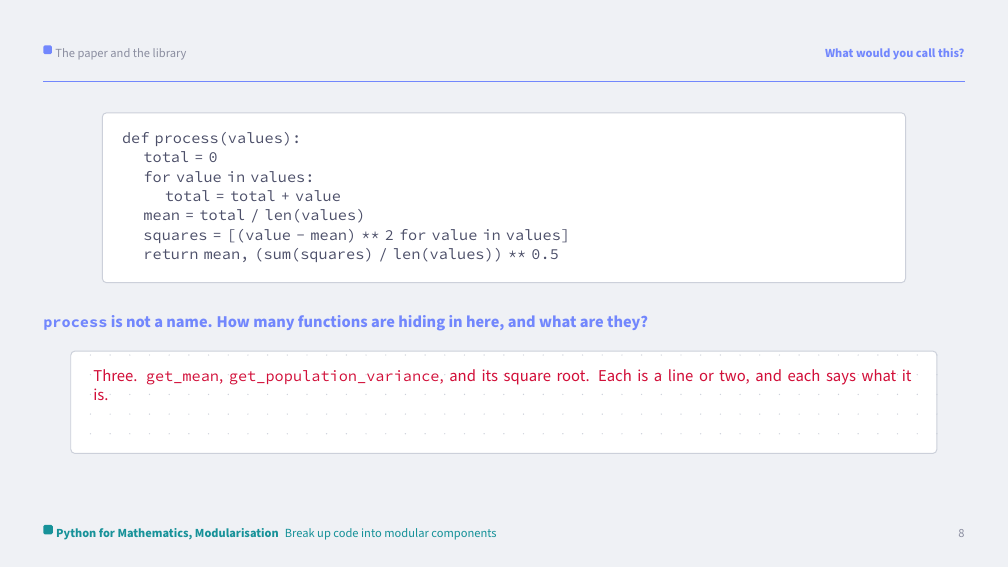 The paper and the library
What would you call this?
def process(values):
    total = 0
    for value in values:
        total = total + value
    mean = total / len(values)
    squares = [(value - mean) ** 2 for value in values]
    return mean, (sum(squares) / len(values)) ** 0.5
process is not a name. How many functions are hiding in here, and what are they?
Three. get_mean, get_population_variance, and its square root. Each is a line or two, and each says what it
is.
Python for Mathematics, Modularisation Break up code into modular components
8